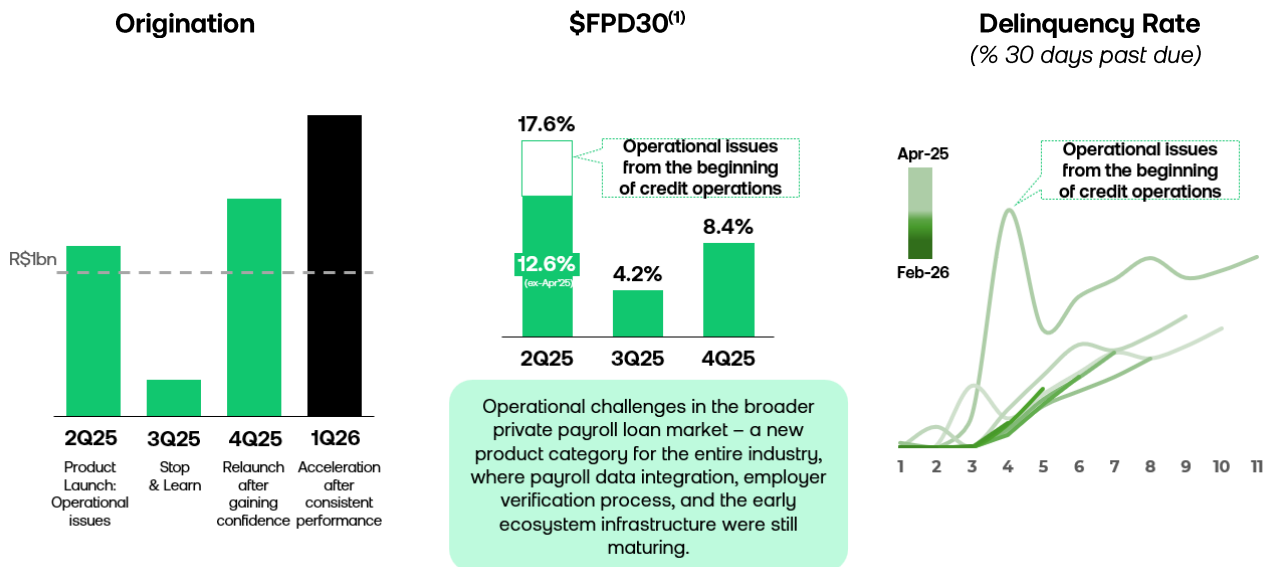 Origination
R$1bn
2Q25 3Q25 4Q25 1Q26
Product
Launch:
Operational
issues
Stop
& Learn
Relaunch
after
gaining
confidence
Acceleration
after
consistent
performance
$FPD30(1)
17.6%
Operational issues
from the beginning
of credit operations
12.6%
(ex-Apr'25)
4.2%
8.4%
2Q25 3Q25 4Q25
Operational challenges in the broader
private payroll loan market – a new
product category for the entire industry,
where payroll data integration, employer
verification process, and the early
ecosystem infrastructure were still
maturing.
Delinquency Rate
(% 30 days past due)
Apr-25
Feb-26
Operational issues
from the beginning
of credit operations
1 2 3 4 5 6 7 8 9 10 11